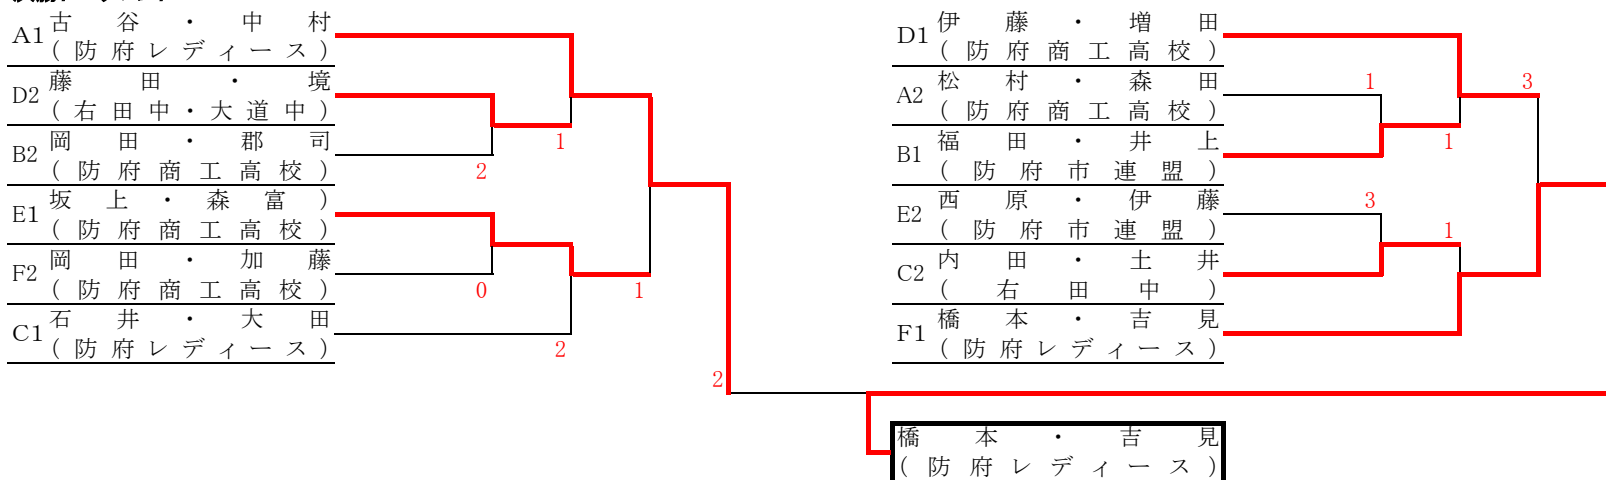 A1 古谷・中村
(防府レディース)
D2 藤田・境
(右田中・大道中)
B2 岡田・郡司
(防府商工高校)
E1 坂上・森富)
(防府商工高校)
F2 岡田・加藤
(防府商工高校)
C1 石井・大田
(防府レディース)
1
2
0
1
2
2
D1 伊藤・増田
(防府商工高校)
A2 松村・森田
(防府商工高校)
B1 福田・井上
(防府市連盟)
E2 西原・伊藤
(防府市連盟)
C2 内田・土井
(右田中)
F1 橋本・吉見
(防府レディース)
1
3
1
3
1
橋本・吉見
(防府レディース)